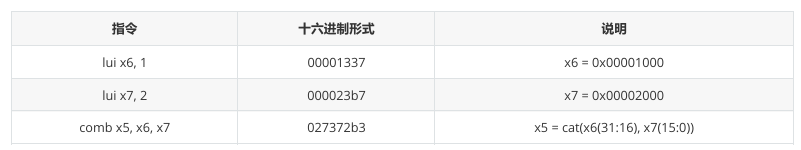 指令 十六进制形式 说明
lui x6, 1 00001337 x6 = 0x00001000
lui x7, 2 000023b7 x7 = 0x00002000
comb x5, x6, x7 027372b3 x5 = cat(x6(31:16), x7(15:0))